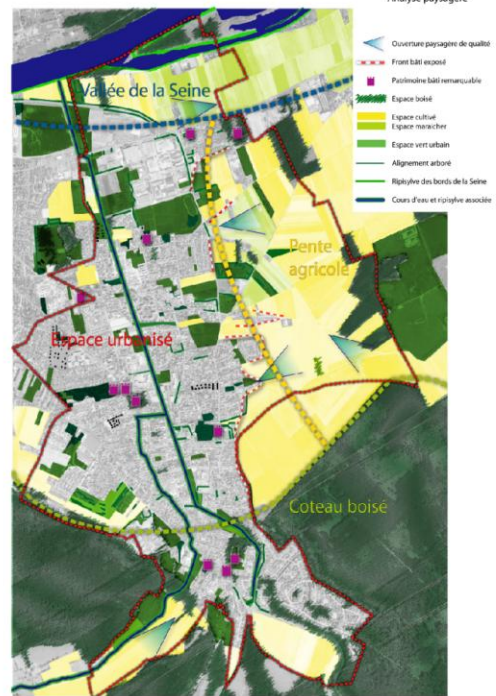 Analyse paysagère
Ouverture paysagère de qualité
Front bâti exposé
Patrimoine bâti remarquable
Espace boisé
Espace cultivé
Espace maraicher
Espace vert urbain
Alignement arboré
Ripisylve des bords de la Seine
Cours d'eau et ripisylve associée
Vallée de la Seine
Pente
agricole
Espace urbanisé
Coteau boisé